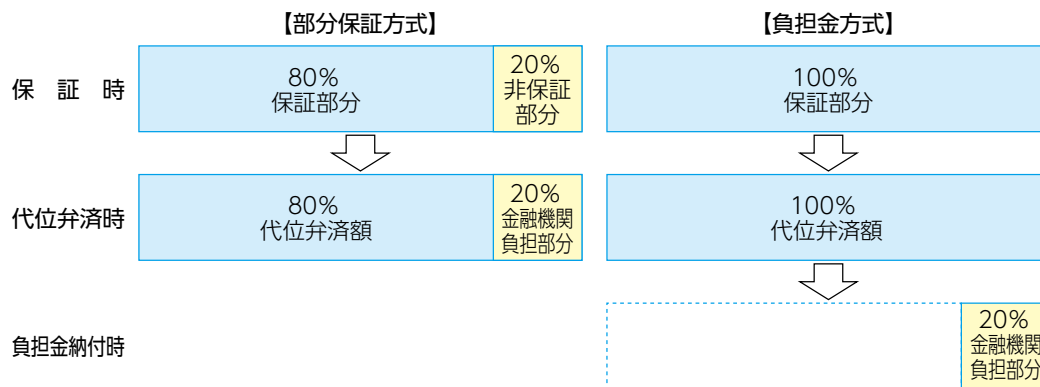 【部分保証方式】
【負担金方式】
保証時
80%
保証部分
20%
非保証
部分
100%
保証部分
代位弁済時
80%
代位弁済額
20%
金融機関
負担部分
100%
代位弁済額
負担金納付時
20%
金融機関
負担部分